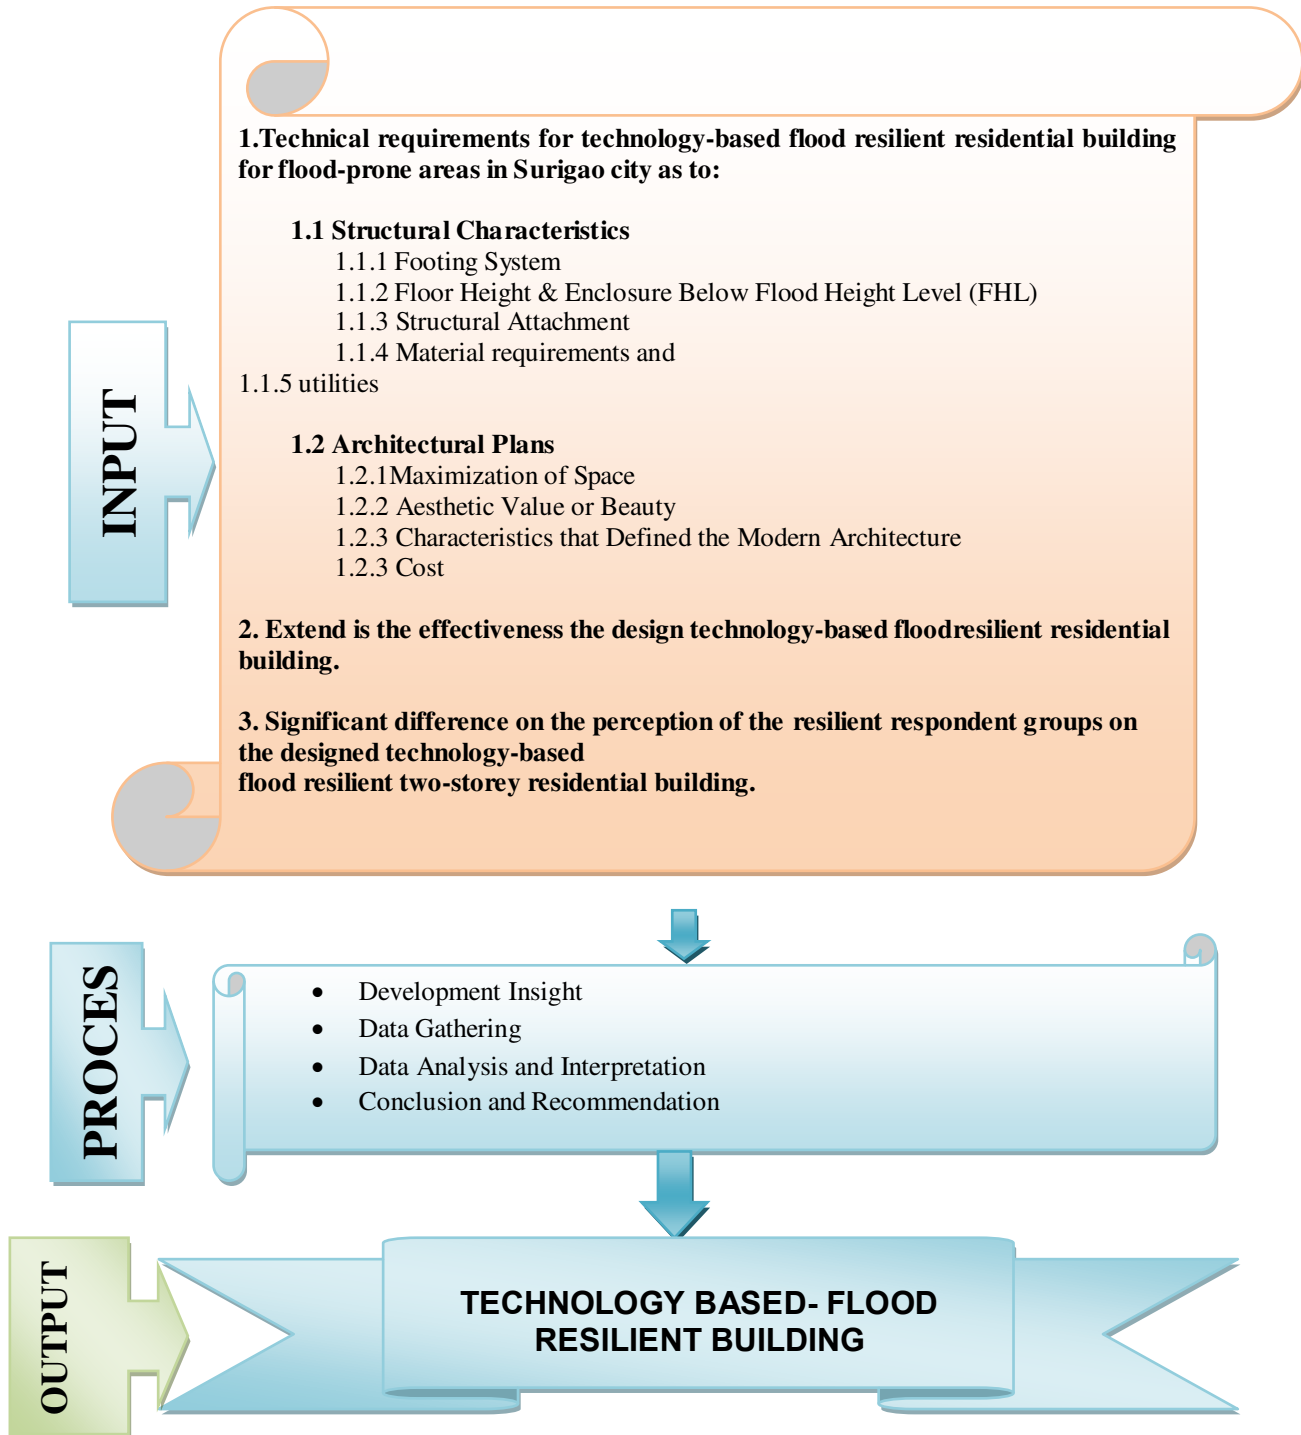 1.Technical requirements for technology-based flood resilient residential building
for flood-prone areas in Surigao city as to:
1.1 Structural Characteristics
1.1.1 Footing System
1.1.2 Floor Height & Enclosure Below Flood Height Level (FHL)
1.1.3 Structural Attachment
1.1.4 Material requirements and
1.1.5 utilities
1.2 Architectural Plans
1.2.1Maximization of Space
1.2.2 Aesthetic Value or Beauty
1.2.3 Characteristics that Defined the Modern Architecture
1.2.3 Cost
2. Extend is the effectiveness the design technology-based floodresilient residential
building.
3. Significant difference on the perception of the resilient respondent groups on
the designed technology-based
flood resilient two-storey residential building.
INPUT
• Development Insight
• Data Gathering
• Data Analysis and Interpretation
• Conclusion and Recommendation
PROCES
TECHNOLOGY BASED- FLOOD
RESILIENT BUILDING
OUTPUT